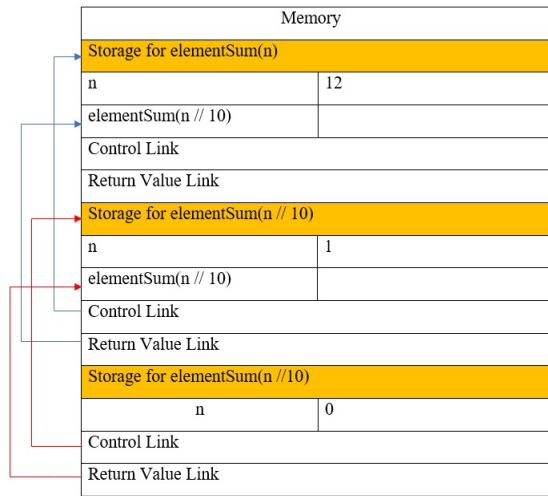 Memory
Storage for elementSum(n)
n 12
elementSum(n // 10)
Control Link
Return Value Link
Storage for elementSum(n // 10)
n 1
elementSum(n // 10)
Control Link
Return Value Link
Storage for elementSum(n //10)
n 0
Control Link
Return Value Link